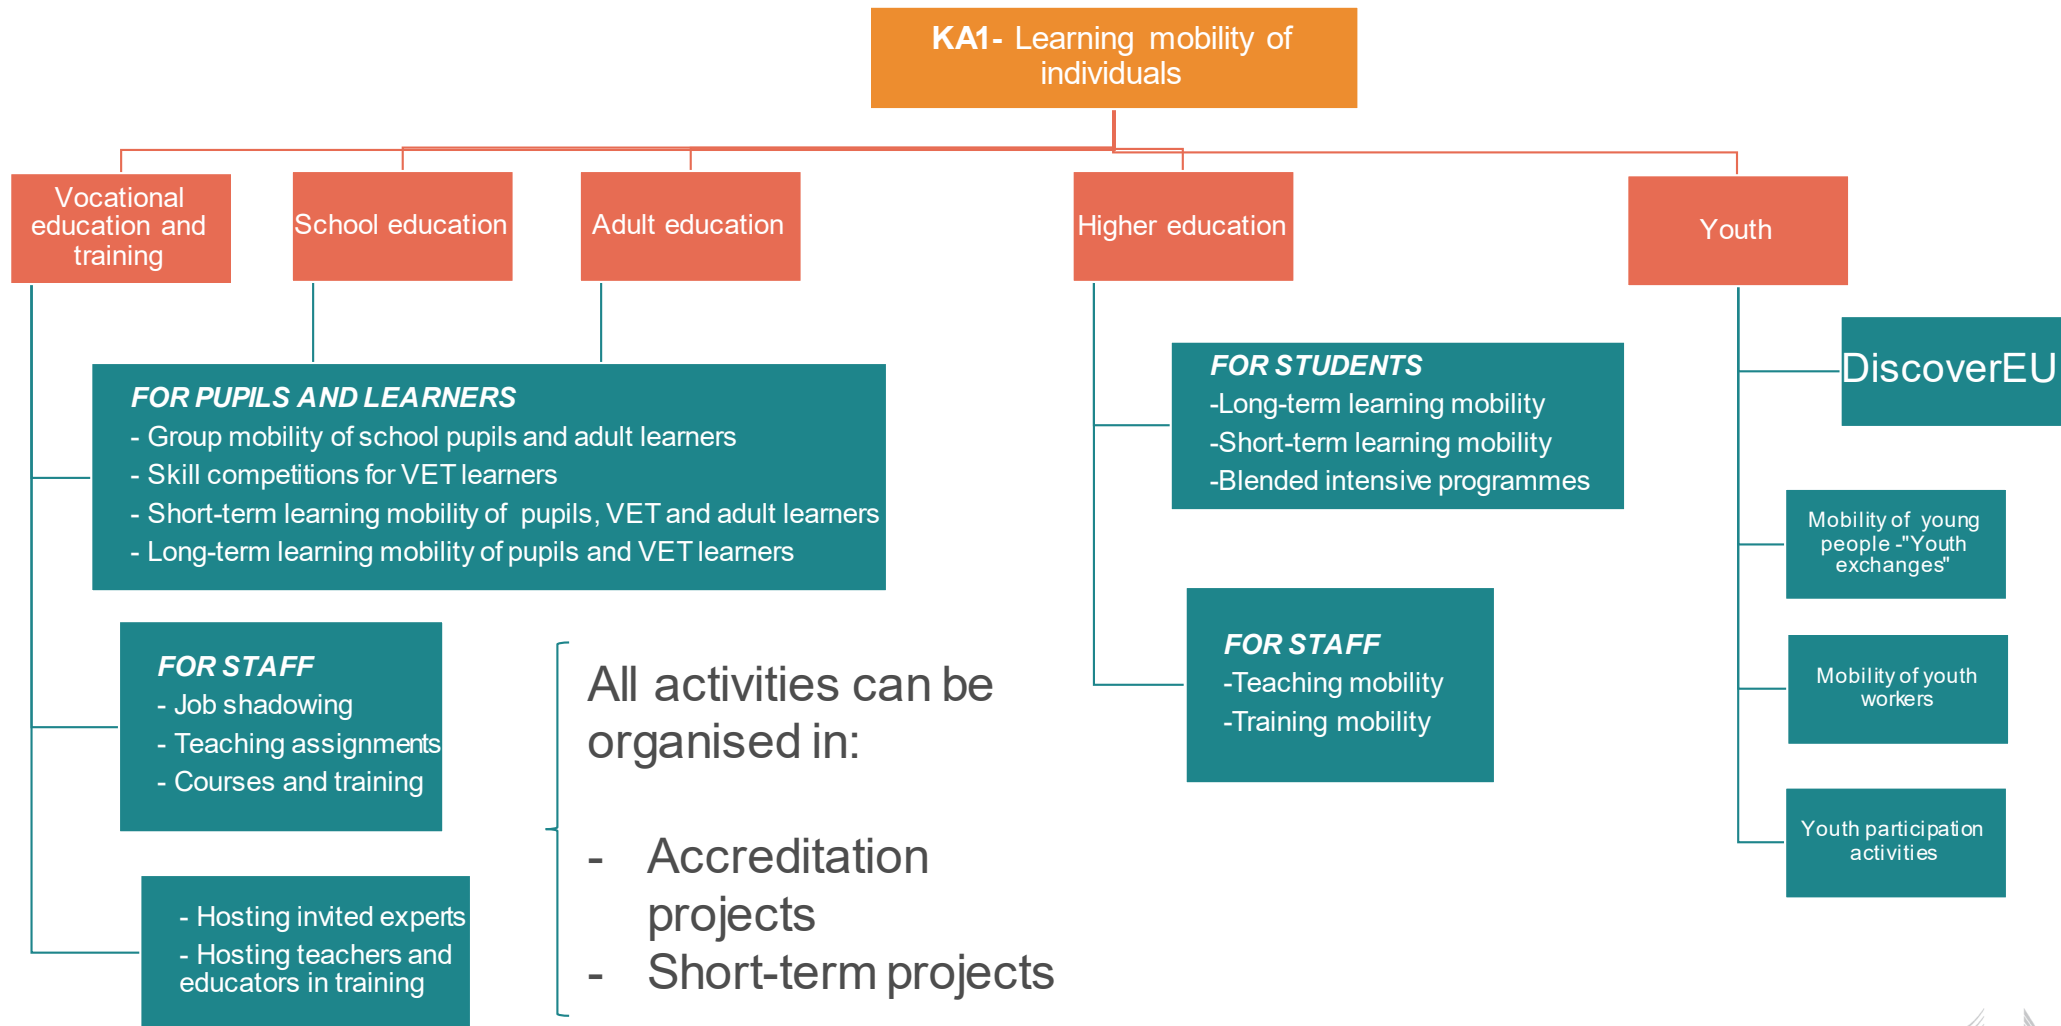 KA1- Learning mobility of
individuals
Vocational
education and
training
School education
Adult education
Higher education
Youth
FOR PUPILS AND LEARNERS
- Group mobility of school pupils and adult learners
- Skill competitions for VET learners
- Short-term learning mobility of pupils, VET and adult learners
- Long-term learning mobility of pupils and VET learners
FOR STAFF
- Job shadowing
- Teaching assignments
- Courses and training
- Hosting invited experts
- Hosting teachers and
educators in training
All activities can be
organised in:
- Accreditation
projects
- Short-term projects
FOR STUDENTS
-Long-term learning mobility
-Short-term learning mobility
-Blended intensive programmes
FOR STAFF
-Teaching mobility
-Training mobility
DiscoverEU
Mobility of young
people -"Youth
exchanges"
Mobility of youth
workers
Youth participation
activities